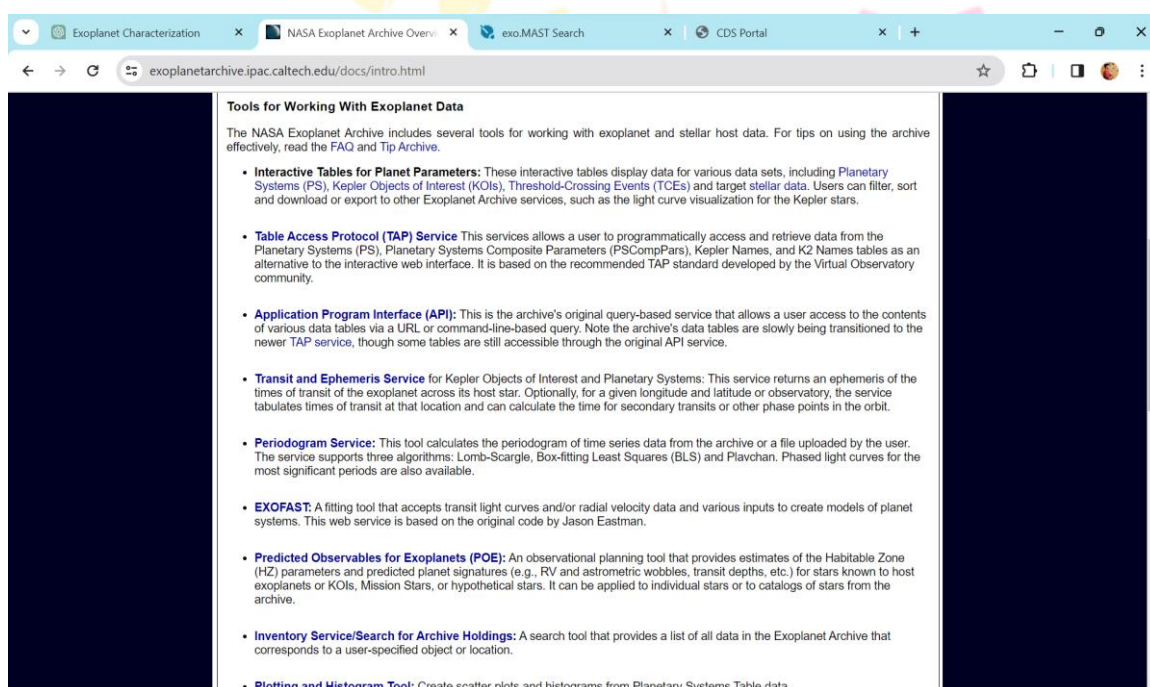 Exoplanet Characterization
NASA Exoplanet Archive Overvi
exo.MAST Search
CDS Portal
exoplanetarchive.ipac.caltech.edu/docs/intro.html
Tools for Working With Exoplanet Data
The NASA Exoplanet Archive includes several tools for working with exoplanet and stellar host data. For tips on using the archive
effectively, read the FAQ and Tip Archive.
• Interactive Tables for Planet Parameters: These interactive tables display data for various data sets, including Planetary
Systems (PS), Kepler Objects of Interest (KOIs), Threshold-Crossing Events (TCEs) and target stellar data. Users can filter, sort
and download or export to other Exoplanet Archive services, such as the light curve visualization for the Kepler stars.
• Table Access Protocol (TAP) Service This services allows a user to programmatically access and retrieve data from the
Planetary Systems (PS), Planetary Systems Composite Parameters (PSCompPars), Kepler Names, and K2 Names tables as an
alternative to the interactive web interface. It is based on the recommended TAP standard developed by the Virtual Observatory
community.
• Application Program Interface (API): This is the archive's original query-based service that allows a user access to the contents
of various data tables via a URL or command-line-based query. Note the archive's data tables are slowly being transitioned to the
newer TAP service, though some tables are still accessible through the original API service.
• Transit and Ephemeris Service for Kepler Objects of Interest and Planetary Systems: This service returns an ephemeris of the
times of transit of the exoplanet across its host star. Optionally, for a given longitude and latitude or observatory, the service
tabulates times of transit at that location and can calculate the time for secondary transits or other phase points in the orbit.
• Periodogram Service: This tool calculates the periodogram of time series data from the archive or a file uploaded by the user.
The service supports three algorithms: Lomb-Scargle, Box-fitting Least Squares (BLS) and Plavchan. Phased light curves for the
most significant periods are also available.
• EXOFAST: A fitting tool that accepts transit light curves and/or radial velocity data and various inputs to create models of planet
systems. This web service is based on the original code by Jason Eastman.
• Predicted Observables for Exoplanets (POE): An observational planning tool that provides estimates of the Habitable Zone
(HZ) parameters and predicted planet signatures (e.g., RV and astrometric wobbles, transit depths, etc.) for stars known to host
exoplanets or KOIs, Mission Stars, or hypothetical stars. It can be applied to individual stars or to catalogs of stars from the
archive.
• Inventory Service/Search for Archive Holdings: A search tool that provides a list of all data in the Exoplanet Archive that
corresponds to a user-specified object or location.
• Plotting and Histogram Tool: Create scatter plots and histograms from Planetary Systems Table data.